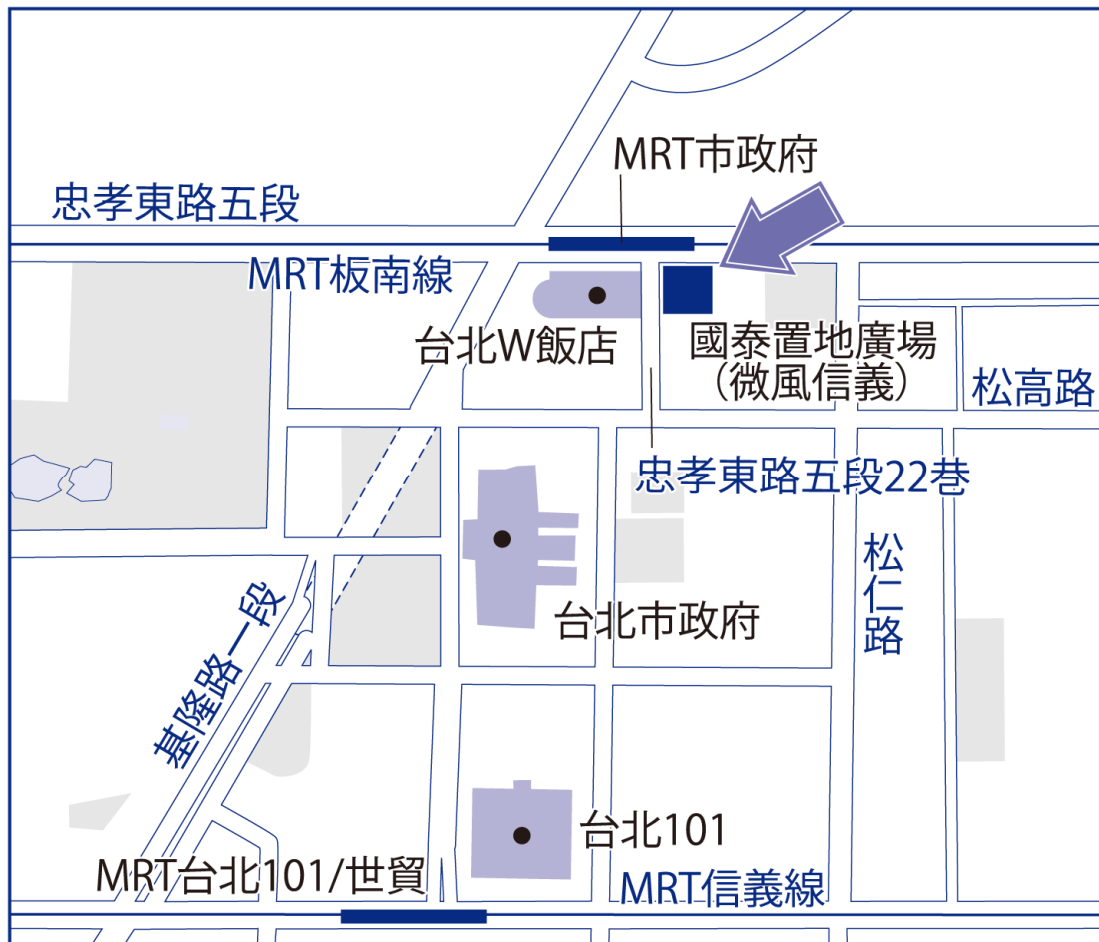 MRT市政府
忠孝東路五段
MRT板南線
台北W飯店
國泰置地廣場
（微風信義）
松高路
忠孝東路五段22巷
松仁路
基隆路一段
台北市政府
台北101
MRT台北101/世貿
MRT信義線